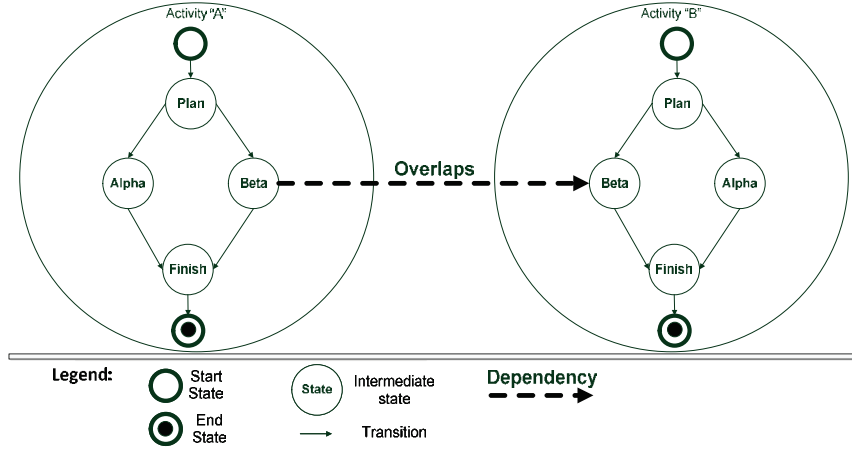 Activity “A”
Activity “B”
Plan
Plan
Overlaps
Alpha
Beta
Beta
Alpha
Finish
Finish
Legend:
Start
State
State
Intermediate
state
Dependency
End
State
Transition